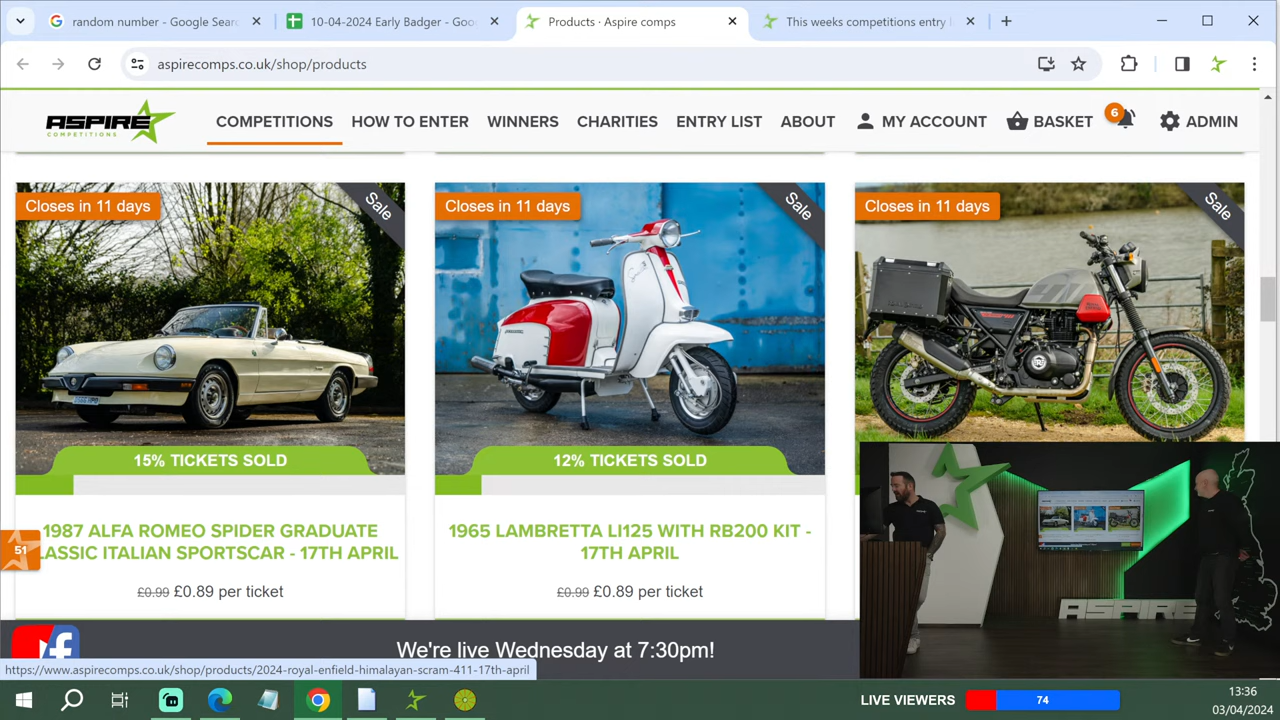 random number - Google Sear
10-04-2024 Early Badger - Goo
Products · Aspire comps
This weeks competitions entry l
aspirecomps.co.uk/shop/products
ASPIRE
COMPETITIONS
COMPETITIONS
HOW TO ENTER
WINNERS
CHARITIES
ENTRY LIST
ABOUT
MY ACCOUNT
BASKET
6
ADMIN
Closes in 11 days
Sale
Closes in 11 days
Sale
Closes in 11 days
Sale
15% TICKETS SOLD
12% TICKETS SOLD
1987 ALFA ROMEO SPIDER GRADUATE
LASSIC ITALIAN SPORTSCAR - 17TH APRIL
£0.99 £0.89 per ticket
1965 LAMBRETTA LI125 WITH RB200 KIT -
17TH APRIL
£0.99 £0.89 per ticket
51
ASPIRE
We're live Wednesday at 7:30pm!
https://www.aspirecomps.co.uk/shop/products/2024-royal-enfield-himalayan-scram-411-17th-april
LIVE VIEWERS
74
13:36
03/04/2024